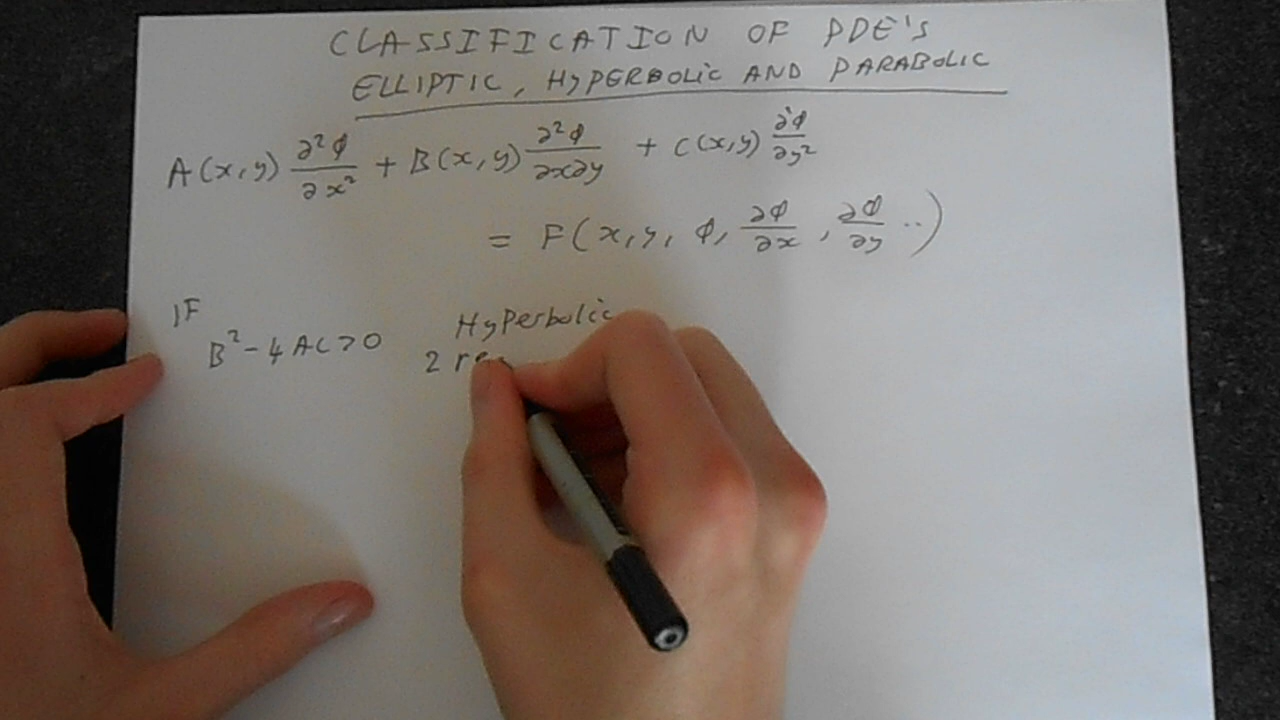 CLASSIFICATION OF PDE'S
ELLIPTIC, HYPERBOLIC AND PARABOLIC
A(x,y) ∂²ϕ/∂x² + B(x,y) ∂²ϕ/∂x∂y + C(x,y) ∂²ϕ/∂y²
= F(x,y, ϕ, ∂ϕ/∂x, ∂ϕ/∂y ..)
IF
B²-4AC>0 Hyperbolic
2